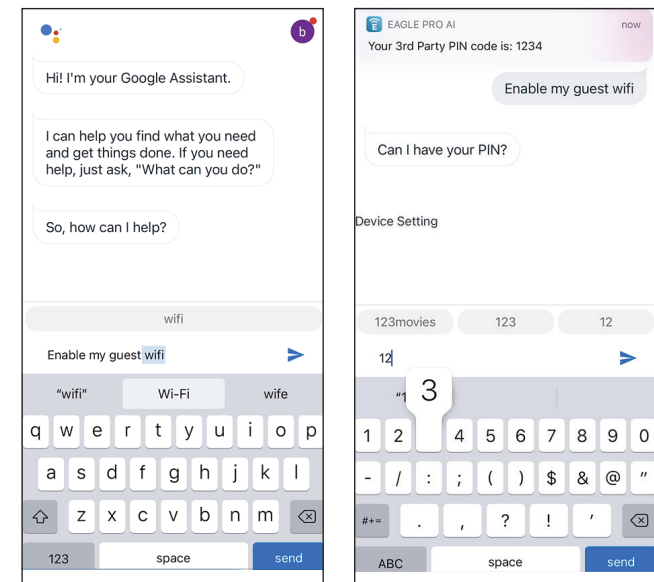 b
Hi! I'm your Google Assistant.
I can help you find what you need
and get things done. If you need
help, just ask, "What can you do?"
So, how can I help?
wifi
Enable my guest wifi
“wifi” Wi-Fi wife
q w e r t y u i o p
a s d f g h j k l
z x c v b n m
123 space send
EAGLE PRO AI now
Your 3rd Party PIN code is: 1234
Enable my guest wifi
Can I have your PIN?
Device Setting
123movies 123 12
12
“1
3
1 2 4 5 6 7 8 9 0
- / : ; ( ) $ & @ "
#+= . , ? ! ’
ABC space send